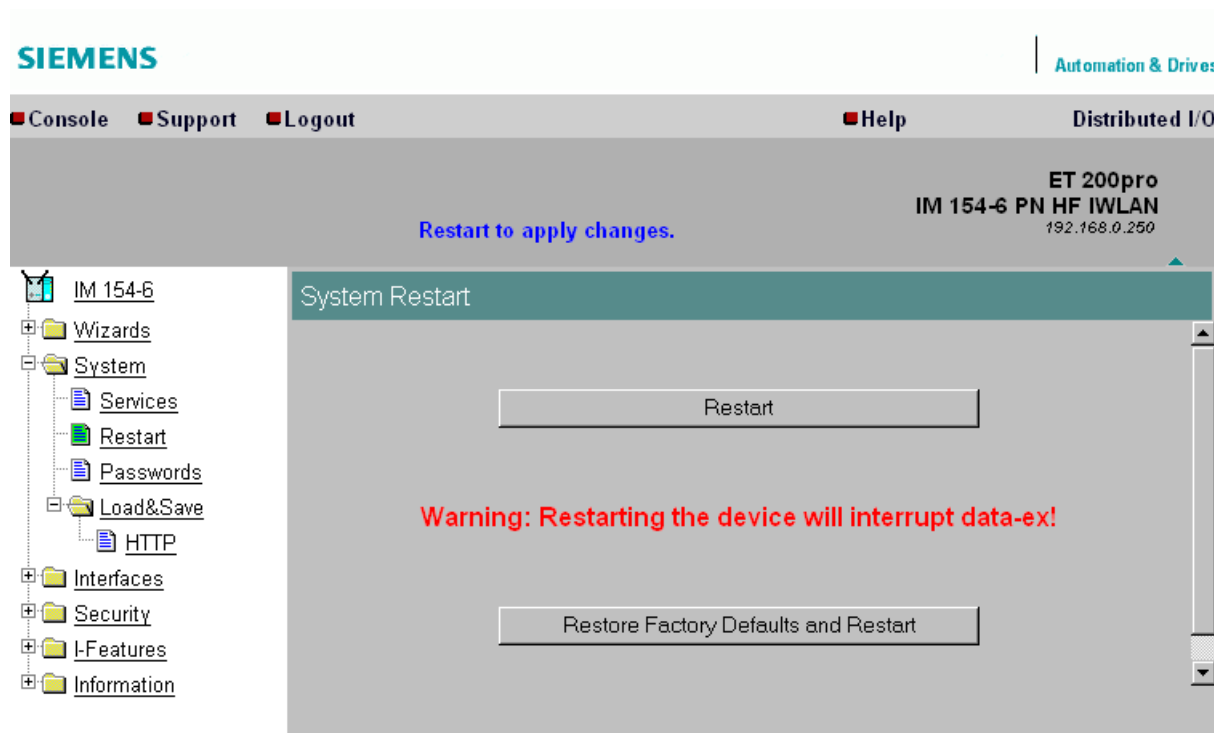 SIEMENS
Automation & Drives
Console Support Logout Help Distributed I/O
ET 200pro
IM 154-6 PN HF IWLAN
192.168.0.250
Restart to apply changes.
IM 154-6
Wizards
System
Services
Restart
Passwords
Load&Save
HTTP
Interfaces
Security
I-Features
Information
System Restart
Restart
Warning: Restarting the device will interrupt data-ex!
Restore Factory Defaults and Restart